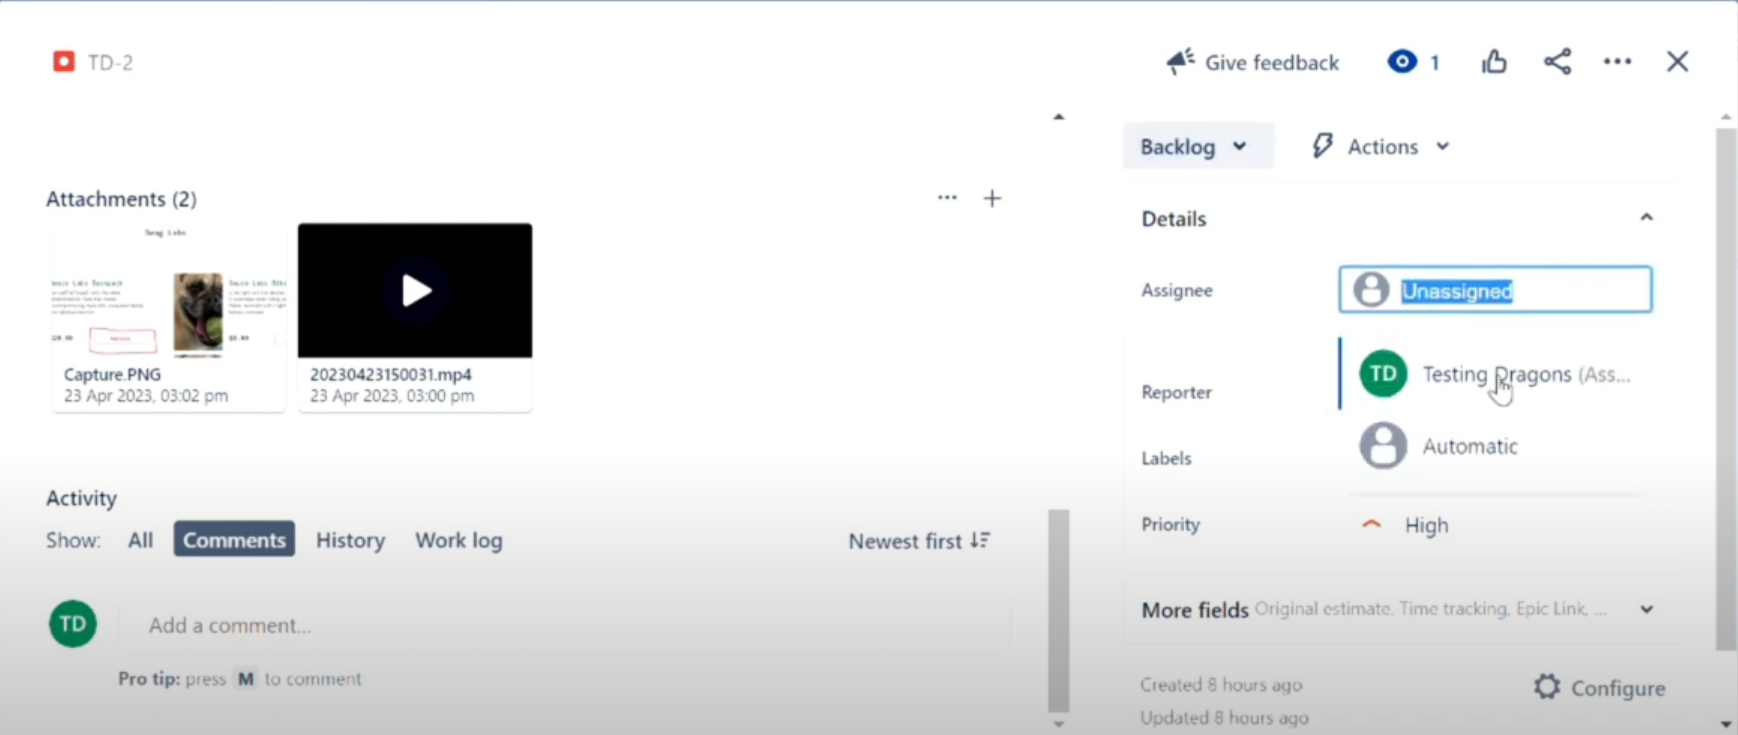 TD-2
Give feedback
1
Backlog
Actions
Attachments (2)
Details
Swag Labs
Assignee
Unassigned
Capture.PNG
23 Apr 2023, 03:02 pm
20230423150031.mp4
23 Apr 2023, 03:00 pm
TD
Testing Dragons (Ass...
Reporter
Automatic
Labels
Activity
Show: All Comments History Work log
Newest first
Priority
High
TD
Add a comment...
More fields Original estimate, Time tracking, Epic Link, ...
Pro tip: press M to comment
Created 8 hours ago
Configure
Updated 8 hours ago